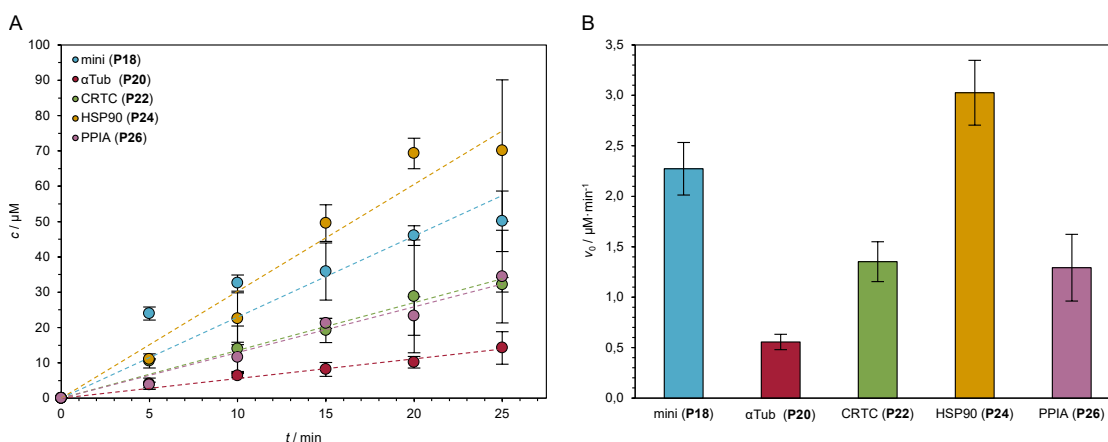 A
100
90
80
70
60
50
40
30
20
10
0
c / µM
0
5
10
15
20
25
t / min
mini (P18)
αTub (P20)
CRTC (P22)
HSP90 (P24)
PPIA (P26)
B
3,5
3,0
2,5
2,0
1,5
1,0
0,5
0,0
v₀ / µM·min⁻¹
mini (P18)
αTub (P20)
CRTC (P22)
HSP90 (P24)
PPIA (P26)